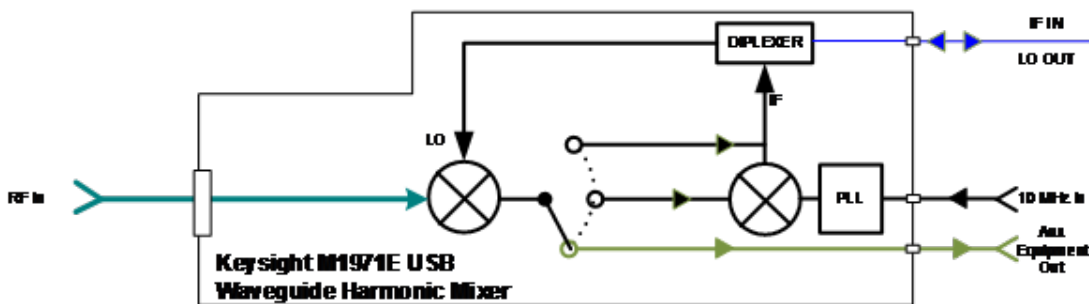 DIPLEXER
IF IN
LO OUT
IF
LO
RF In
PLL
10 MHz In
Aux
Equipment
Out
Keysight M1971E USB
Waveguide Harmonic Mixer